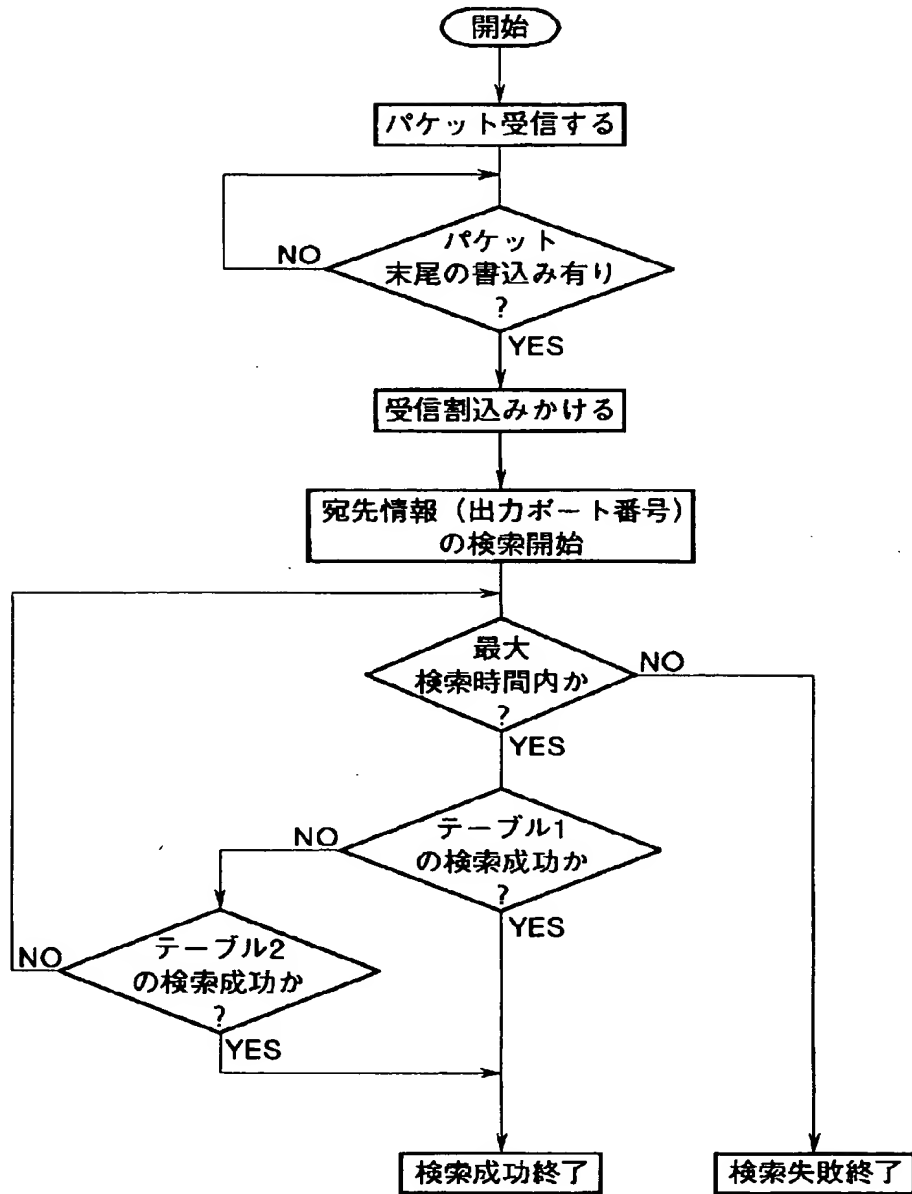 開始
パケット受信する
パケット
末尾の書込み有り
?
NO
YES
受信割込みかける
宛先情報(出力ポート番号)
の検索開始
最大
検索時間内か
?
NO
YES
テーブル1
の検索成功か
?
NO
YES
テーブル2
の検索成功か
?
NO
YES
検索成功終了
検索失敗終了